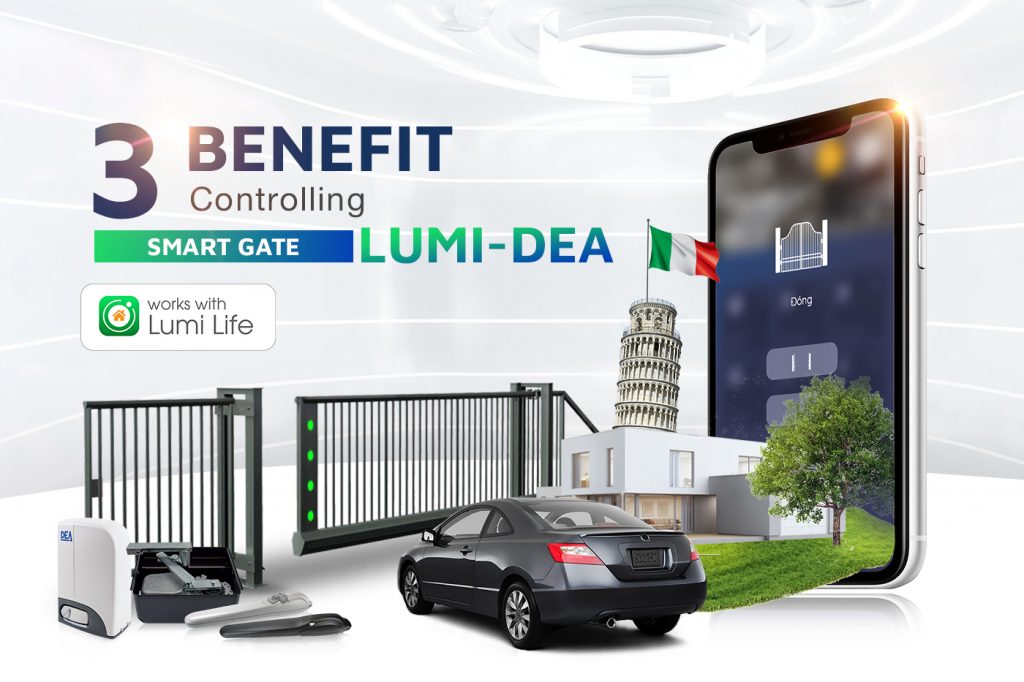 3 BENEFIT
Controlling
SMART GATE LUMI-DEA
works with
Lumi Life
Đóng
DEA